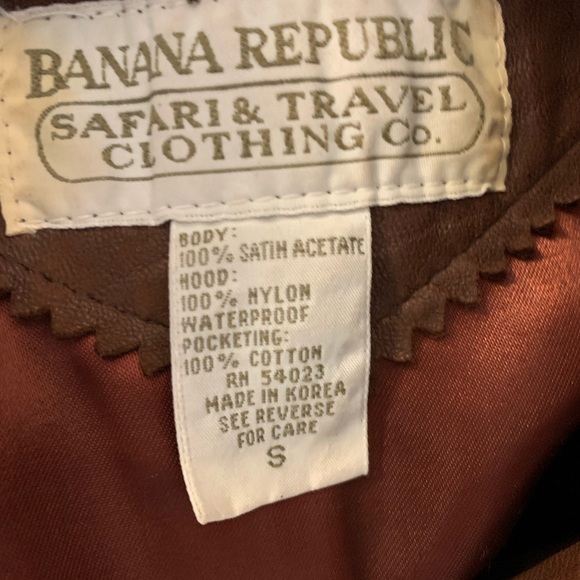 BANANA REPUBLIC
SAFARI & TRAVEL
CLOTHING Co.
BODY:
100% SATIN ACETATE
HOOD:
100% NYLON
WATERPROOF
POCKETING:
100% COTTON
RN 54023
MADE IN KOREA
SEE REVERSE
FOR CARE
S